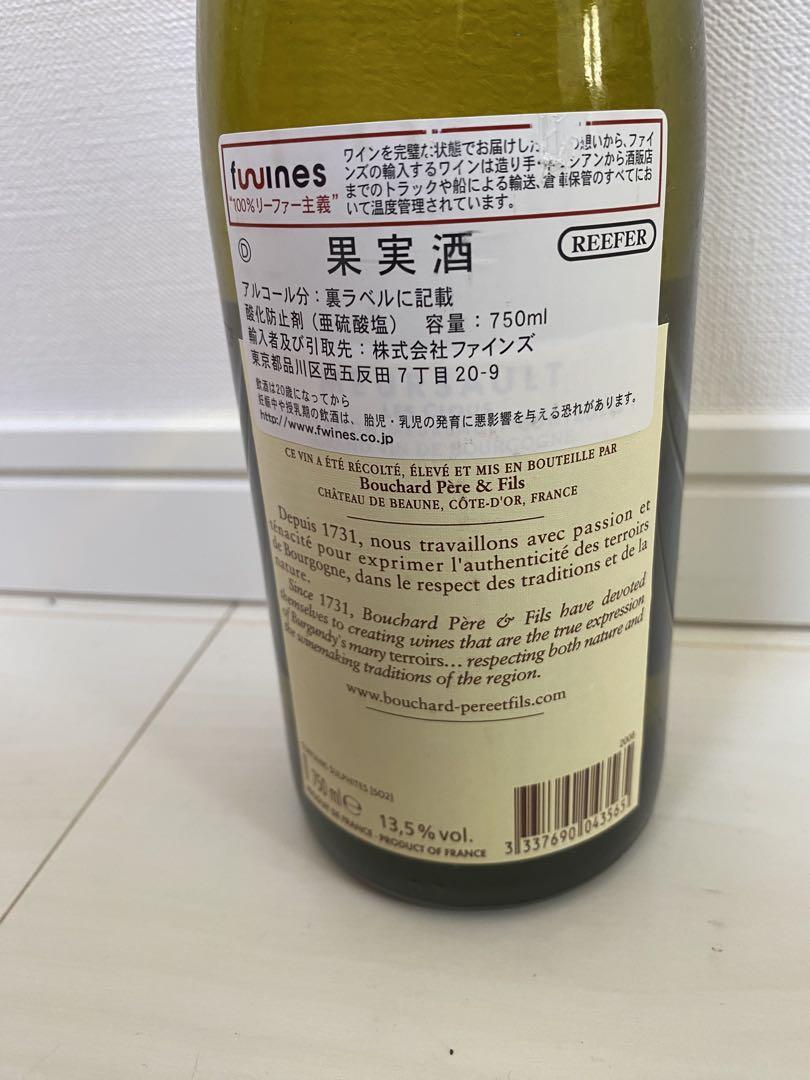 fwines
"100%リーファー主義"
ワインを完璧な状態でお届けした 想いから、ファイ
ンズの輸入するワインは造り手 シアンから酒販店
までのトラックや船による輸送、倉庫保管のすべてにお
いて温度管理されています。
Ⓓ
果実酒
REEFER
アルコール分：裏ラベルに記載
酸化防止剤（亜硫酸塩） 容量：750ml
輸入者及び引取先：株式会社ファインズ
東京都品川区西五反田7丁目20-9
飲酒は20歳になってから
妊娠中や授乳期の飲酒は、胎児・乳児の発育に悪影響を与える恐れがあります。
http://www.fwines.co.jp
CE VIN A ÉTÉ RÉCOLTÉ, ÉLEVÉ ET MIS EN BOUTEILLE PAR
Bouchard Père & Fils
CHÂTEAU DE BEAUNE, CÔTE-D'OR, FRANCE
Depuis 1731, nous travaillons avec passion et
ténacité pour exprimer l'authenticité des terroirs
de Bourgogne, dans le respect des traditions et de la
nature.
Since 1731, Bouchard Père & Fils have devoted
themselves to creating wines that are the true expression
of Burgundy's many terroirs... respecting both nature and
the winemaking traditions of the region.
www.bouchard-pereetfils.com
2008
CONTAINS SULPHITES [SO2]
750 ml e
13,5% vol.
PRODUIT DE FRANCE - PRODUCT OF FRANCE
3 337690 043565